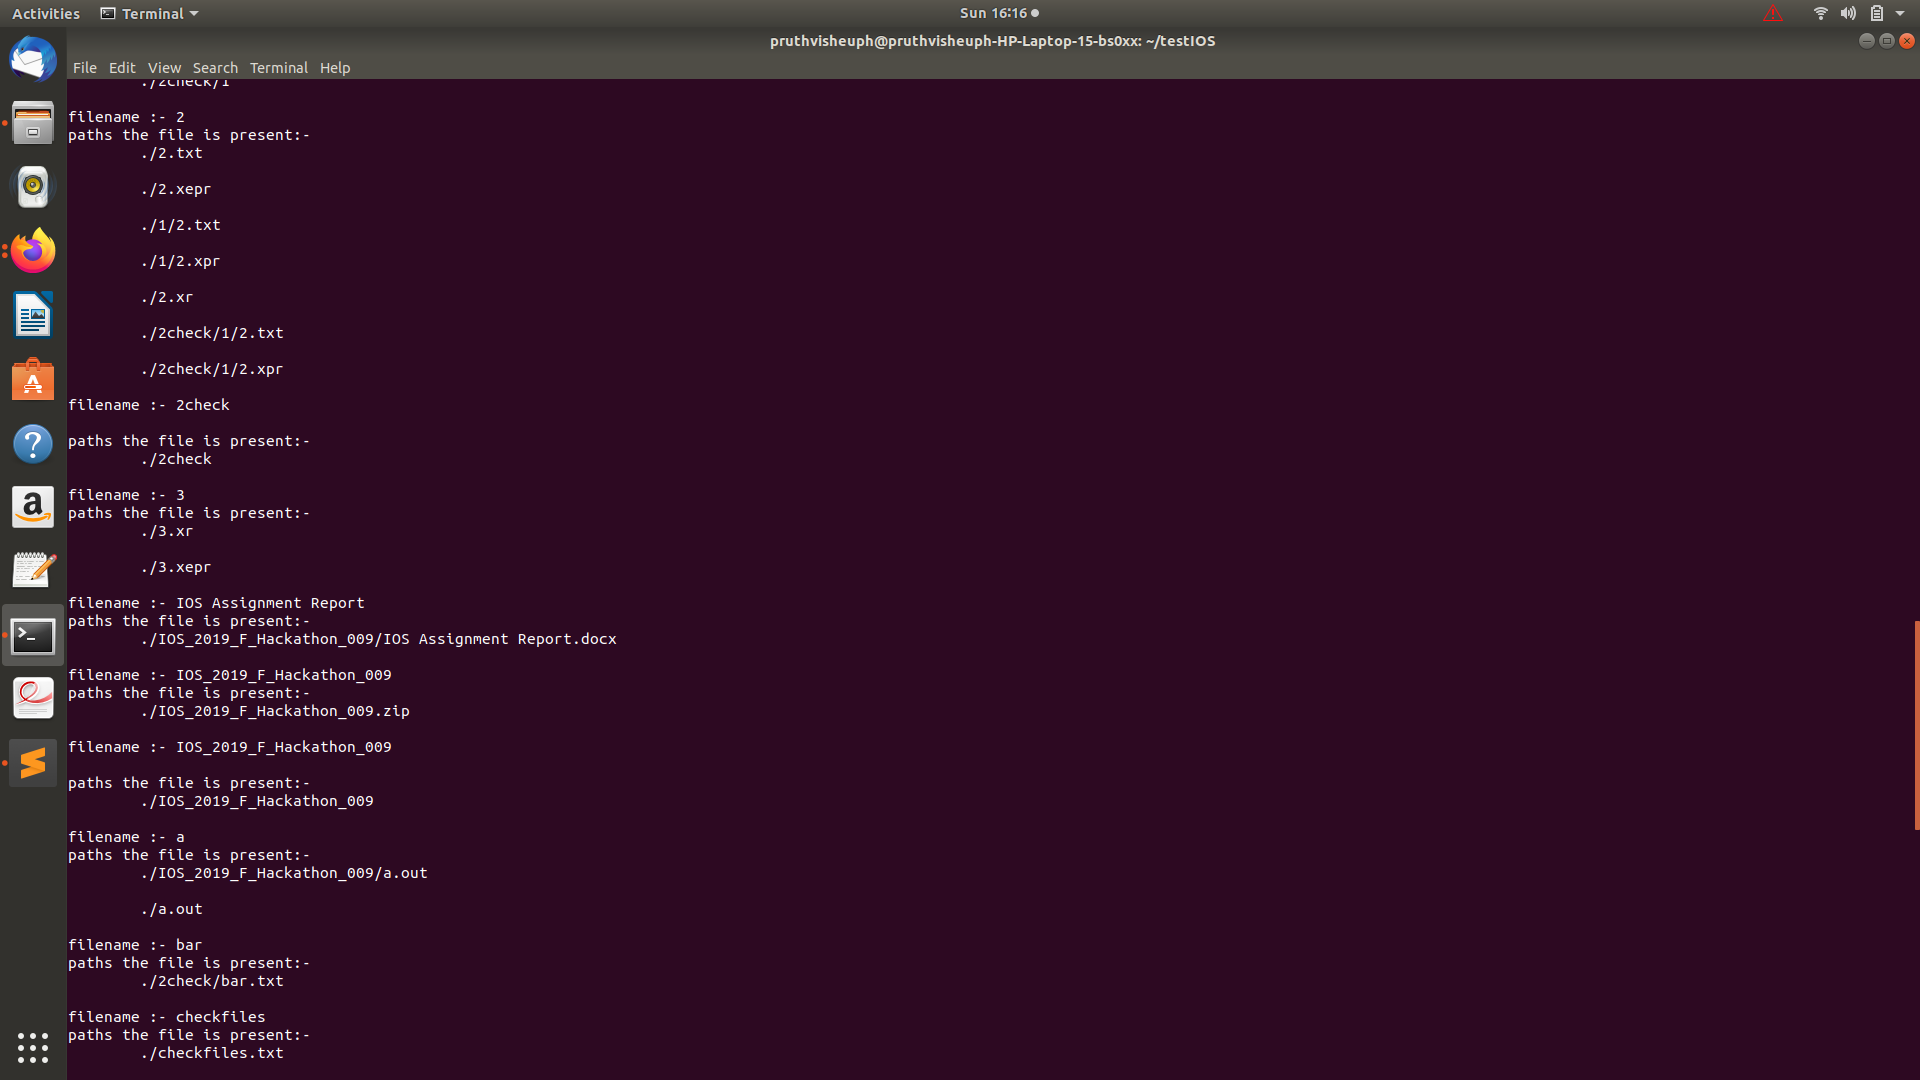 Activities Terminal Sun 16:16
pruthvisheuph@pruthvisheuph-HP-Laptop-15-bs0xx: ~/testIOS
File Edit View Search Terminal Help
./2check/1
filename :- 2
paths the file is present:-
./2.txt
./2.xepr
./1/2.txt
./1/2.xpr
./2.xr
./2check/1/2.txt
./2check/1/2.xpr
filename :- 2check
paths the file is present:-
./2check
filename :- 3
paths the file is present:-
./3.xr
./3.xepr
filename :- IOS Assignment Report
paths the file is present:-
./IOS_2019_F_Hackathon_009/IOS Assignment Report.docx
filename :- IOS_2019_F_Hackathon_009
paths the file is present:-
./IOS_2019_F_Hackathon_009.zip
filename :- IOS_2019_F_Hackathon_009
paths the file is present:-
./IOS_2019_F_Hackathon_009
filename :- a
paths the file is present:-
./IOS_2019_F_Hackathon_009/a.out
./a.out
filename :- bar
paths the file is present:-
./2check/bar.txt
filename :- checkfiles
paths the file is present:-
./checkfiles.txt